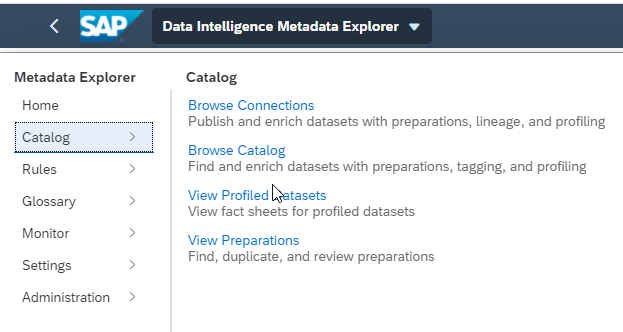 SAP Data Intelligence Metadata Explorer
Metadata Explorer
Home
Catalog
Rules
Glossary
Monitor
Settings
Administration
Catalog
Browse Connections
Publish and enrich datasets with preparations, lineage, and profiling
Browse Catalog
Find and enrich datasets with preparations, tagging, and profiling
View Profiled Datasets
View fact sheets for profiled datasets
View Preparations
Find, duplicate, and review preparations